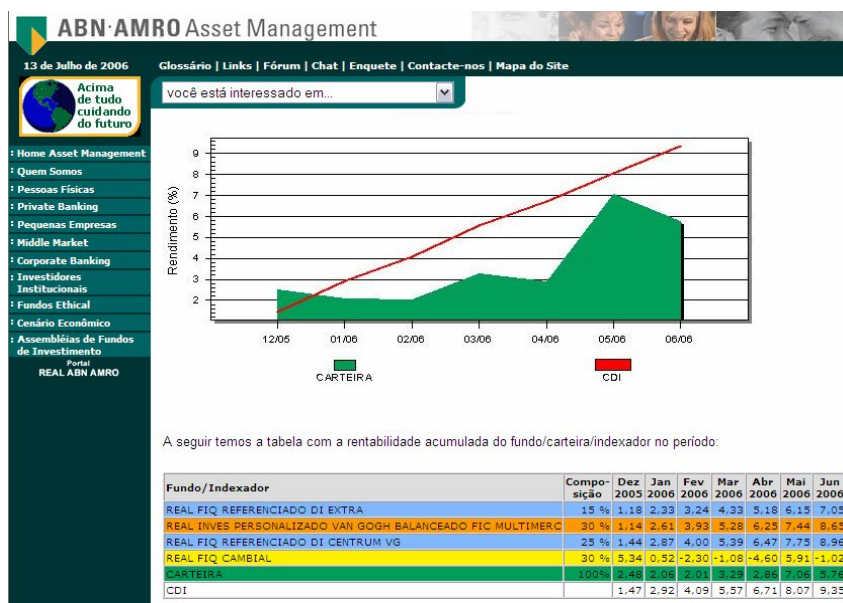 ABN·AMRO Asset Management
13 de Julho de 2006
Glossário | Links | Fórum | Chat | Enquete | Contacte-nos | Mapa do Site
Acima
de tudo
cuidando
do futuro
você está interessado em...
Home Asset Management
Quem Somos
Pessoas Físicas
Private Banking
Pequenas Empresas
Middle Market
Corporate Banking
Investidores
Institucionais
Fundos Ethical
Cenário Econômico
Assembléias de Fundos
de Investimento
Portal
REAL ABN AMRO
Rendimento (%)
9
8
7
6
5
4
3
2
12/05 01/06 02/06 03/06 04/06 05/06 06/06
CARTEIRA CDI
A seguir temos a tabela com a rentabilidade acumulada do fundo/carteira/indexador no período:
Fundo/Indexador Compo- Dez Jan Fev Mar Abr Mai Jun
sição 2005 2006 2006 2006 2006 2006 2006
REAL FIQ REFERENCIADO DI EXTRA 15 % 1,18 2,33 3,24 4,33 5,18 6,15 7,05
REAL INVES PERSONALIZADO VAN GOGH BALANCEADO FIC MULTIMERC 30 % 1,14 2,61 3,93 5,28 6,25 7,44 8,65
REAL FIQ REFERENCIADO DI CENTRUM VG 25 % 1,44 2,87 4,00 5,39 6,47 7,75 8,96
REAL FIQ CAMBIAL 30 % 5,34 0,52 -2,30 -1,08 -4,60 5,91 -1,02
CARTEIRA 100% 2,48 2,06 2,01 3,29 2,86 7,06 5,76
CDI 1,47 2,92 4,09 5,57 6,71 8,07 9,35